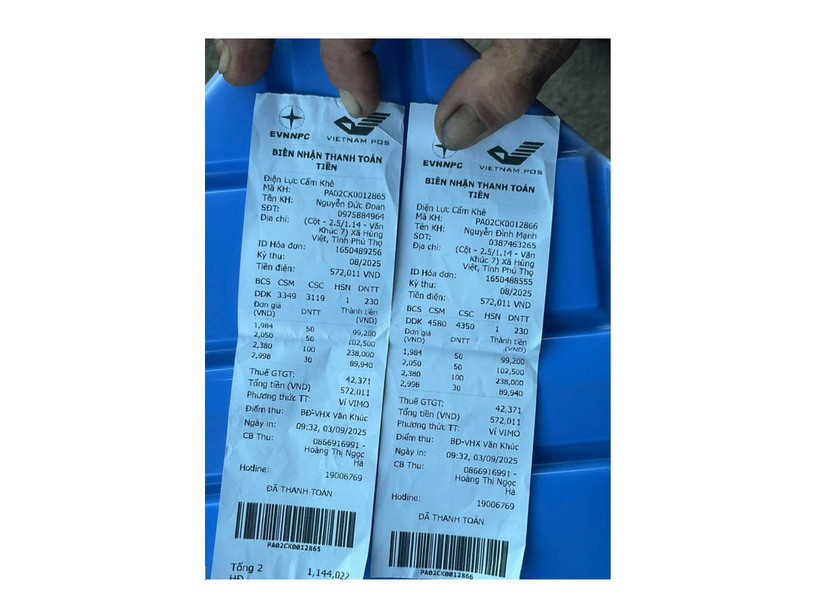 EVNNPC
VIETNAM POS
BIÊN NHẬN THANH TOÁN
TIỀN
Điện Lực Cẩm Khê
Mã KH: PA02CK0012865
Tên KH: Nguyễn Đức Đoan
SĐT: 0975884964
Địa chỉ: (Cột - 2.5/1.14 - Văn
Khúc 7) Xã Hùng
Việt, Tỉnh Phú Thọ
ID Hóa đơn: 1650489256
Kỳ thu: 08/2025
Tiền điện: 572,011 VND
BCS CSM CSC HSN DNTT
DDK 3349 3119 1 230
Đơn giá DNTT Thành tiền
(VND) (VND)
1,984 50 99,200
2,050 50 102,500
2,380 100 238,000
2,998 30 89,940
Thuế GTGT: 42,371
Tổng tiền (VND) 572,011
Phương thức TT: Ví VIMO
Điểm thu: BĐ-VHX Văn Khúc
Ngày in: 09:32, 03/09/2025
CB Thu: 0866916991 -
Hoàng Thị Ngọc
Hà
Hotline: 19006769
ĐÃ THANH TOÁN
PA02CK0012865
Tổng 2 1,144,022
HĐ
EVNNPC
VIETNAM POS
BIÊN NHẬN THANH TOÁN
TIỀN
Điện Lực Cẩm Khê
Mã KH: PA02CK0012866
Tên KH: Nguyễn Đình Mạnh
SĐT: 0387463265
Địa chỉ: (Cột - 2.5/1.14 - Văn
Khúc 7) Xã Hùng
Việt, Tỉnh Phú Thọ
ID Hóa đơn: 1650488555
Kỳ thu: 08/2025
Tiền điện: 572,011 VND
BCS CSM CSC HSN DNTT
DDK 4580 4350 1 230
Đơn giá DNTT Thành tiền
(VND) (VND)
1,984 50 99,200
2,050 50 102,500
2,380 100 238,000
2,998 30 89,940
Thuế GTGT: 42,371
Tổng tiền (VND) 572,011
Phương thức TT: Ví VIMO
Điểm thu: BĐ-VHX Văn Khúc
Ngày in: 09:32, 03/09/2025
CB Thu: 0866916991 -
Hoàng Thị Ngọc
Hà
Hotline: 19006769
ĐÃ THANH TOÁN
PA02CK0012866